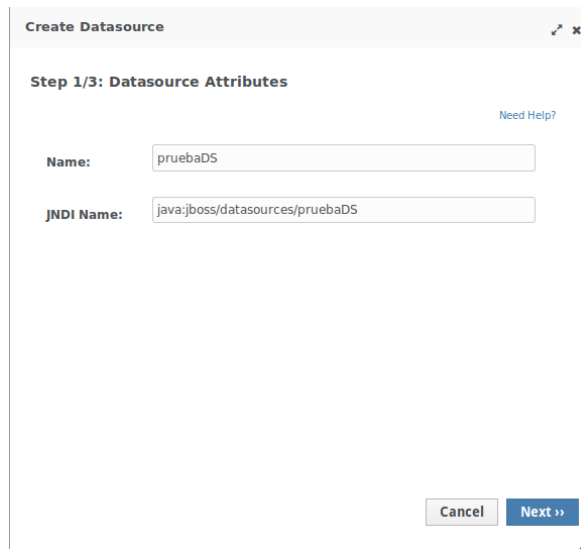 Create Datasource
Step 1/3: Datasource Attributes
Need Help?
Name: pruebaDS
JNDI Name: java:jboss/datasources/pruebaDS
Cancel Next ››